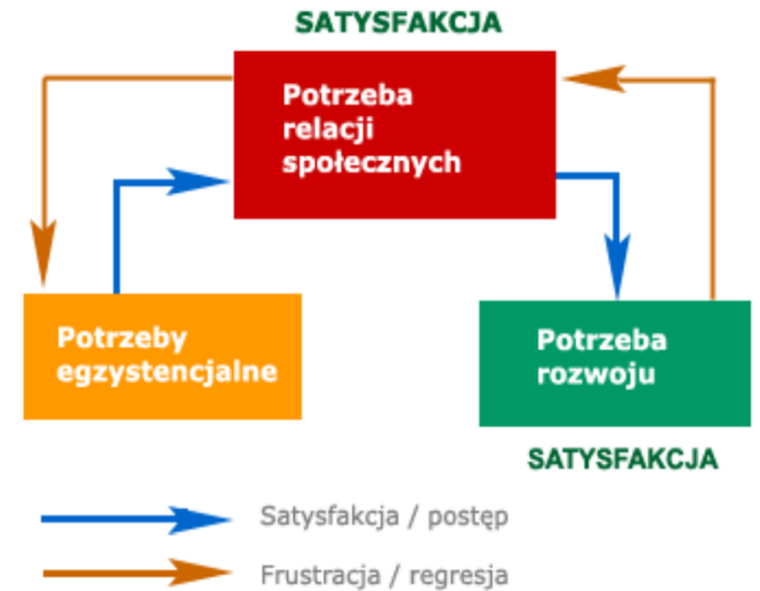 SATYSFAKCJA
Potrzeba
relacji
społecznych
Potrzeby
egzystencjalne
Potrzeba
rozwoju
SATYSFAKCJA
Satysfakcja / postęp
Frustracja / regresja